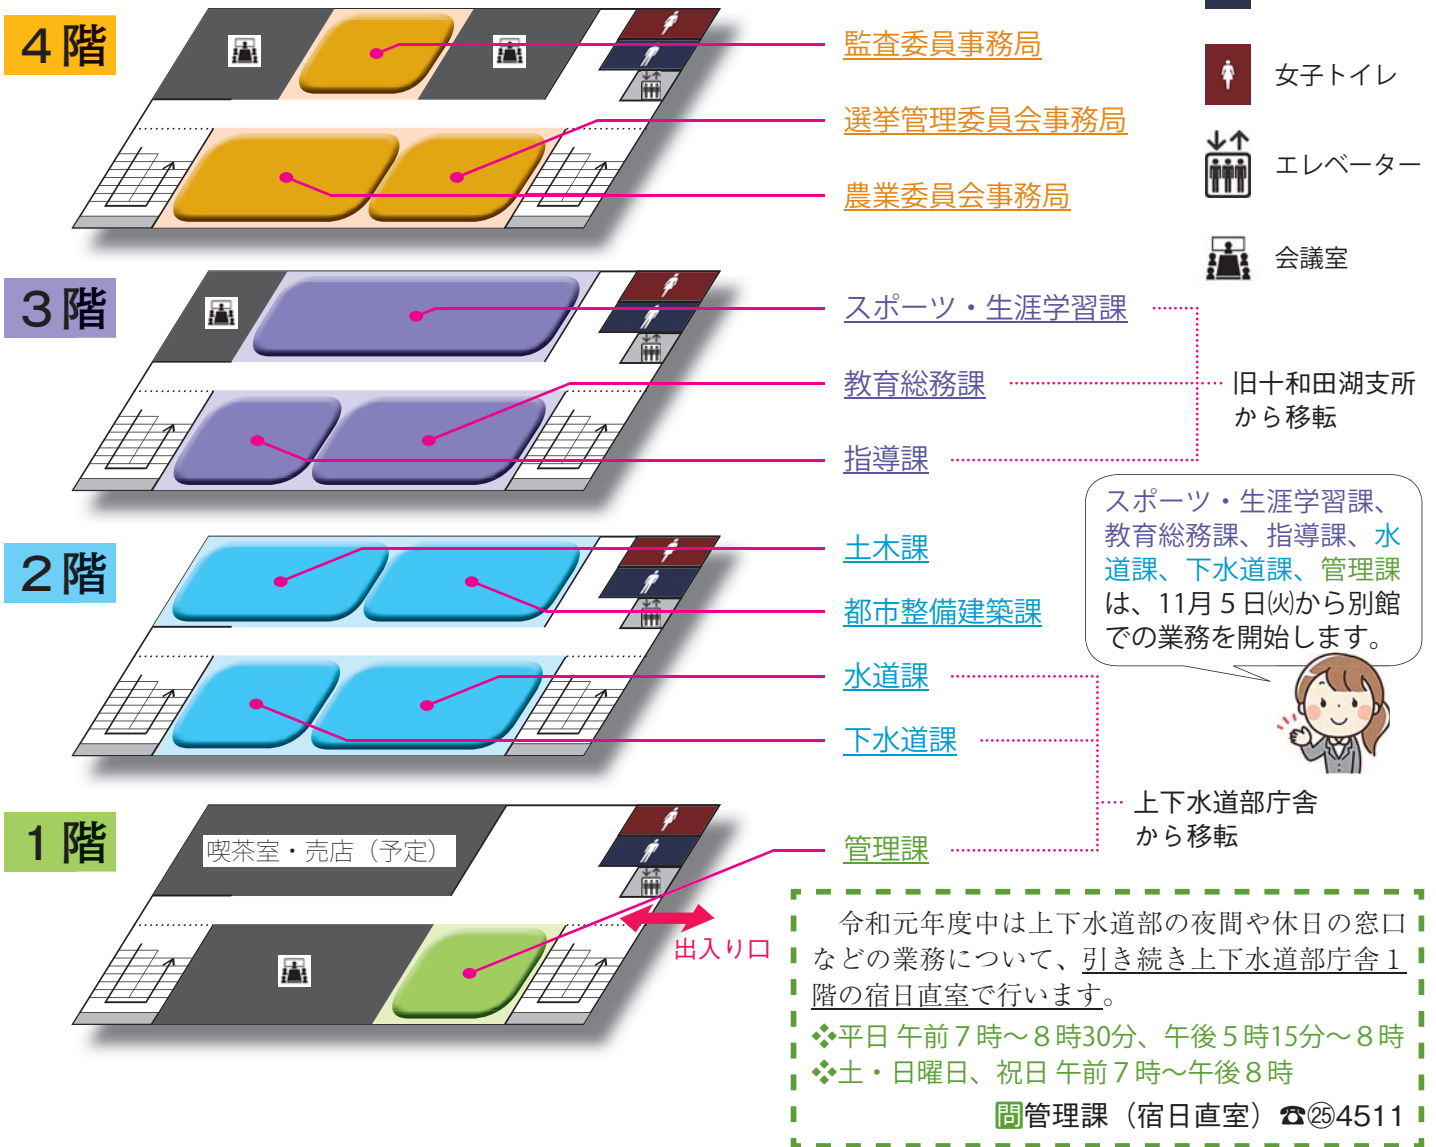 4階
監査委員事務局
選挙管理委員会事務局
農業委員会事務局
女子トイレ
エレベーター
会議室
3階
スポーツ・生涯学習課
教育総務課
指導課
旧十和田湖支所
から移転
スポーツ・生涯学習課、
教育総務課、指導課、水
道課、下水道課、管理課
は、11月5日㈫から別館
での業務を開始します。
2階
土木課
都市整備建築課
水道課
下水道課
上下水道部庁舎
から移転
1階
喫茶室・売店（予定）
管理課
出入り口
令和元年度中は上下水道部の夜間や休日の窓口
などの業務について、引き続き上下水道部庁舎1
階の宿日直室で行います。
❖平日 午前7時～8時30分、午後5時15分～8時
❖土・日曜日、祝日 午前7時～午後8時
問管理課（宿日直室）☎㉕4511